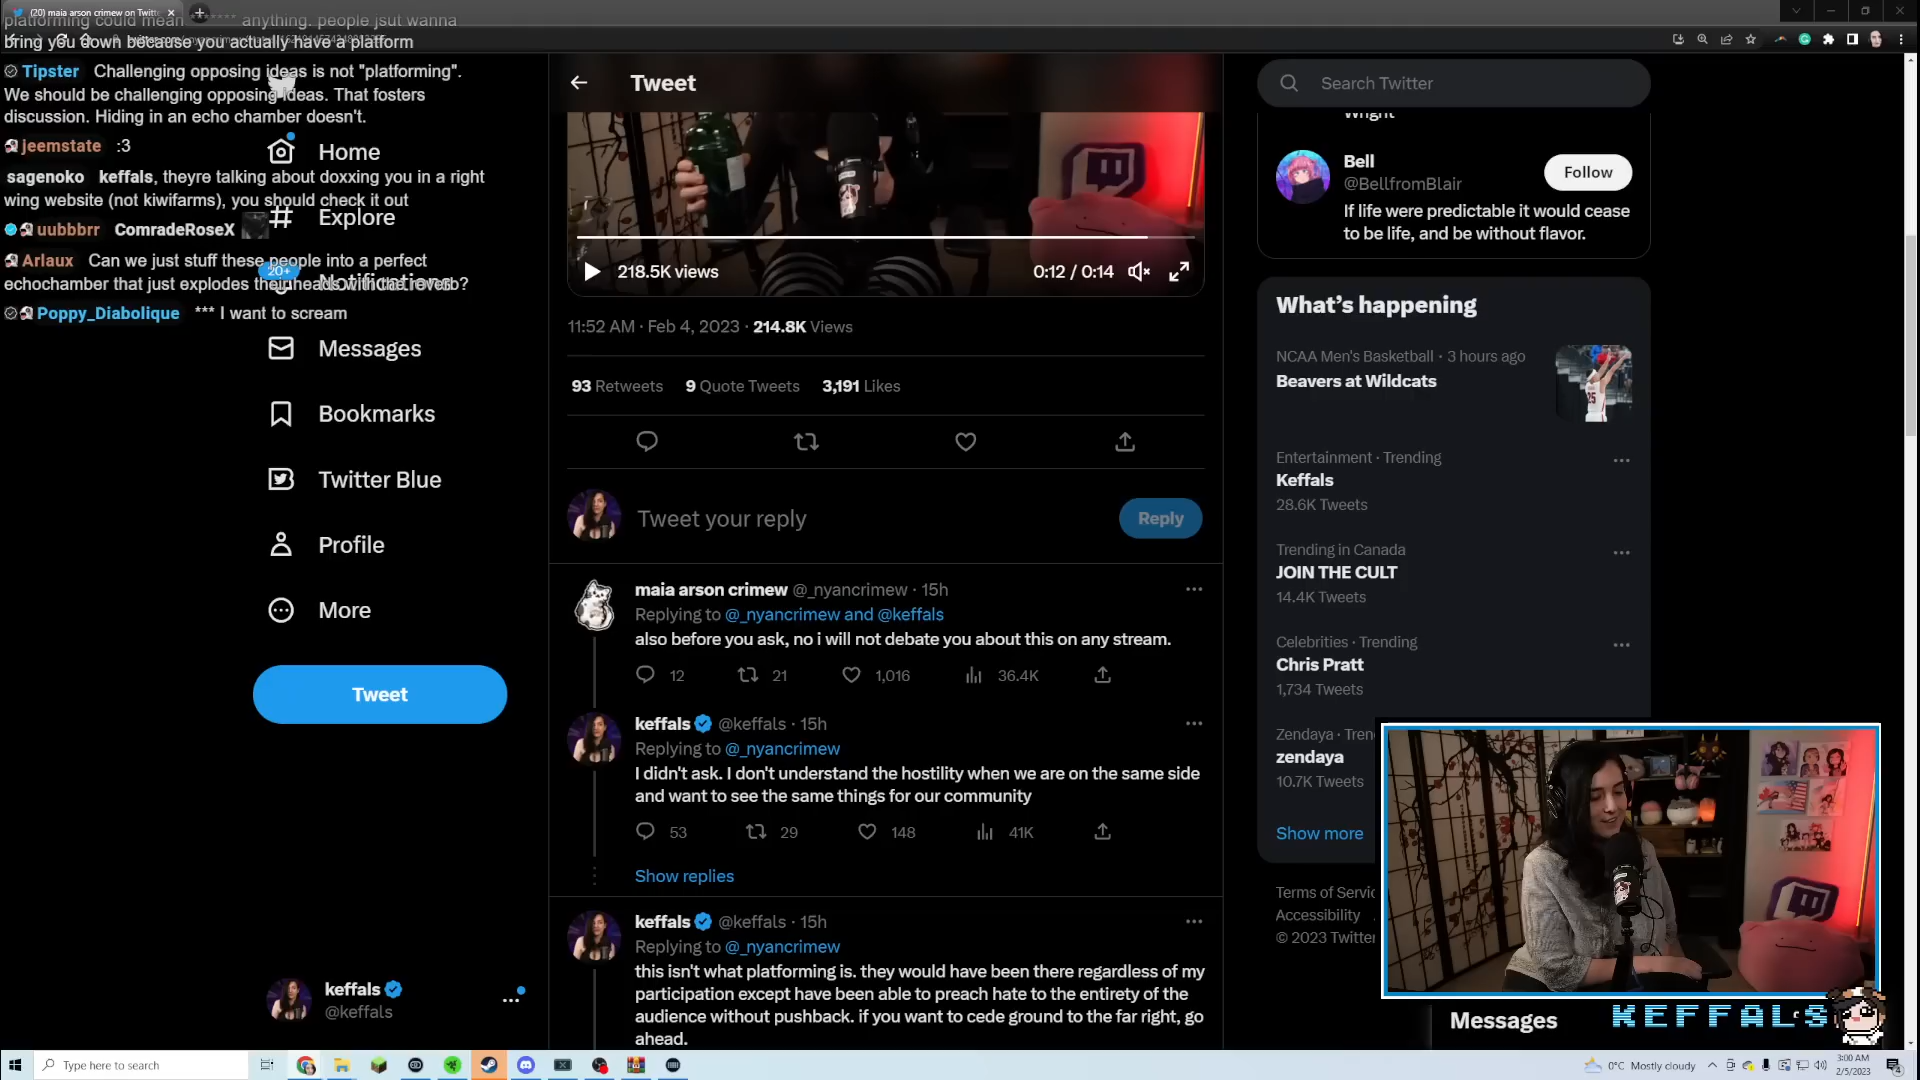 (20) maia arson crimew on Twitt
platforming could mean ******* anything. people jsut wanna
bring you down because you actually have a platform
Tipster Challenging opposing ideas is not "platforming".
We should be challenging opposing ideas. That fosters
discussion. Hiding in an echo chamber doesn't.
jeemstate :3
sagenoko keffals, theyre talking about doxxing you in a right
wing website (not kiwifarms), you should check it out
uubbbrr ComradeRoseX
Arlaux Can we just stuff these people into a perfect
echochamber that just explodes their heads with the reverb?
Poppy_Diabolique *** I want to scream
Home
Explore
20+
Notifications
Messages
Bookmarks
Twitter Blue
Profile
More
Tweet
keffals
@keffals
Tweet
218.5K views
0:12 / 0:14
11:52 AM · Feb 4, 2023 · 214.8K Views
93 Retweets 9 Quote Tweets 3,191 Likes
Tweet your reply
Reply
maia arson crimew @_nyancrimew · 15h
Replying to @_nyancrimew and @keffals
also before you ask, no i will not debate you about this on any stream.
12 21 1,016 36.4K
keffals @keffals · 15h
Replying to @_nyancrimew
I didn't ask. I don't understand the hostility when we are on the same side
and want to see the same things for our community
53 29 148 41K
Show replies
keffals @keffals · 15h
Replying to @_nyancrimew
this isn't what platforming is. they would have been there regardless of my
participation except have been able to preach hate to the entirety of the
audience without pushback. if you want to cede ground to the far right, go
ahead.
Search Twitter
Wright
Bell
@BellfromBlair
Follow
If life were predictable it would cease
to be life, and be without flavor.
What's happening
NCAA Men's Basketball · 3 hours ago
Beavers at Wildcats
25
Entertainment · Trending
Keffals
28.6K Tweets
Trending in Canada
JOIN THE CULT
14.4K Tweets
Celebrities · Trending
Chris Pratt
1,734 Tweets
Zendaya · Tren
zendaya
10.7K Tweets
Show more
Terms of Servic
Accessibility
© 2023 Twitter
Messages
KEFFALS
Type here to search
0°C Mostly cloudy
3:00 AM
2/5/2023
4